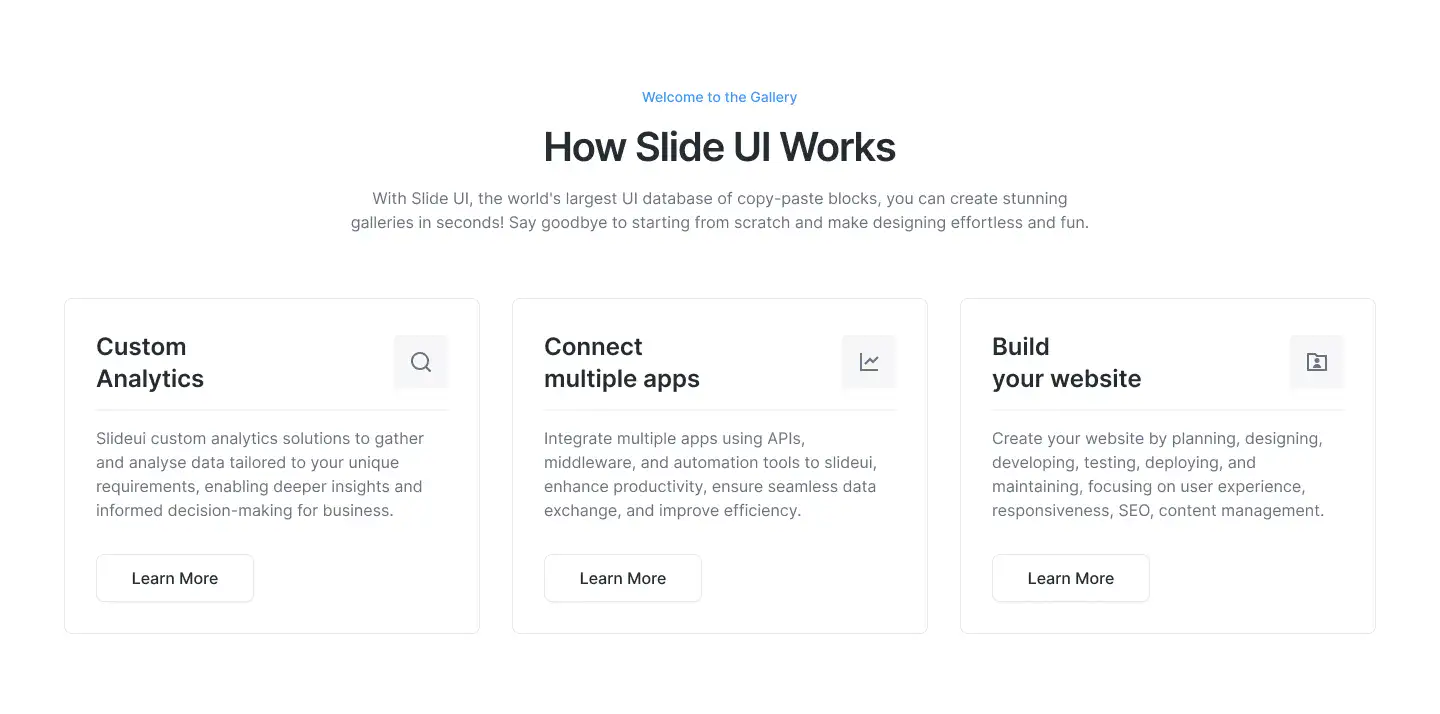 Welcome to the Gallery
How Slide UI Works
With Slide UI, the world's largest UI database of copy-paste blocks, you can create stunning
galleries in seconds! Say goodbye to starting from scratch and make designing effortless and fun.
Custom
Analytics
Slideui custom analytics solutions to gather
and analyse data tailored to your unique
requirements, enabling deeper insights and
informed decision-making for business.
Learn More
Connect
multiple apps
Integrate multiple apps using APIs,
middleware, and automation tools to slideui,
enhance productivity, ensure seamless data
exchange, and improve efficiency.
Learn More
Build
your website
Create your website by planning, designing,
developing, testing, deploying, and
maintaining, focusing on user experience,
responsiveness, SEO, content management.
Learn More